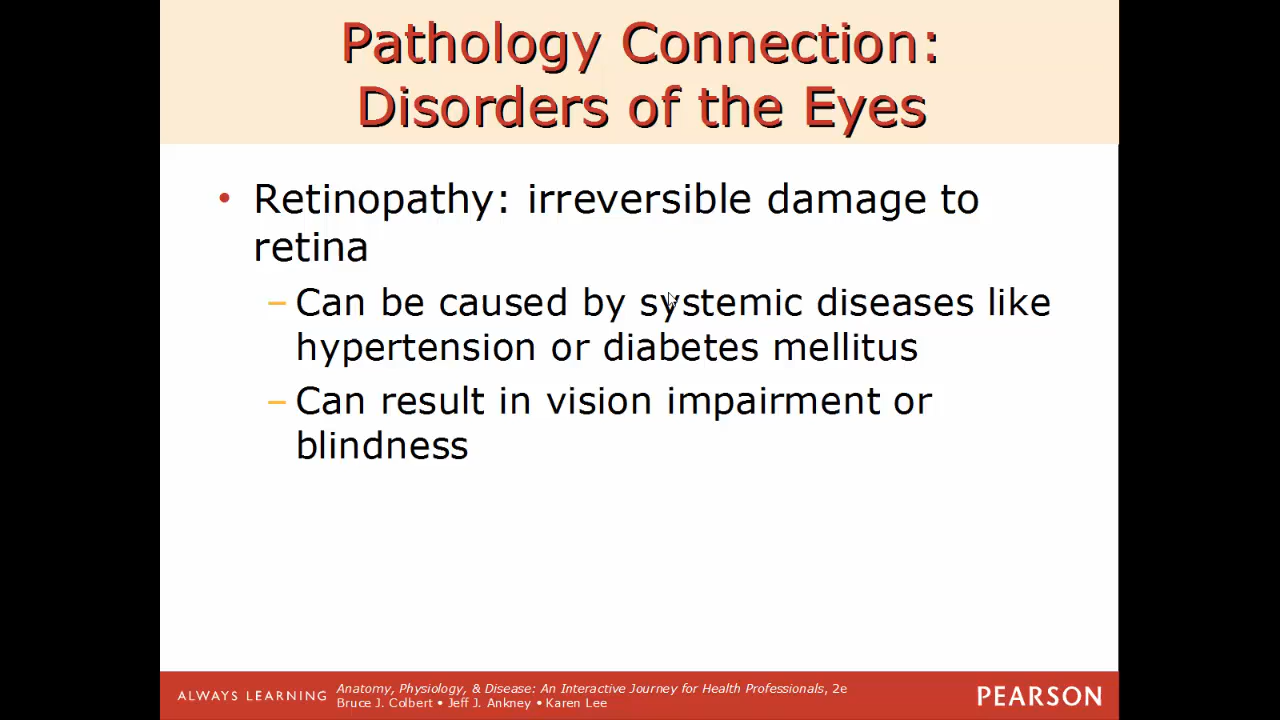 Pathology Connection:
Disorders of the Eyes
• Retinopathy: irreversible damage to
retina
– Can be caused by systemic diseases like
hypertension or diabetes mellitus
– Can result in vision impairment or
blindness
ALWAYS LEARNING
Anatomy, Physiology, & Disease: An Interactive Journey for Health Professionals, 2e
Bruce J. Colbert • Jeff J. Ankney • Karen Lee
PEARSON